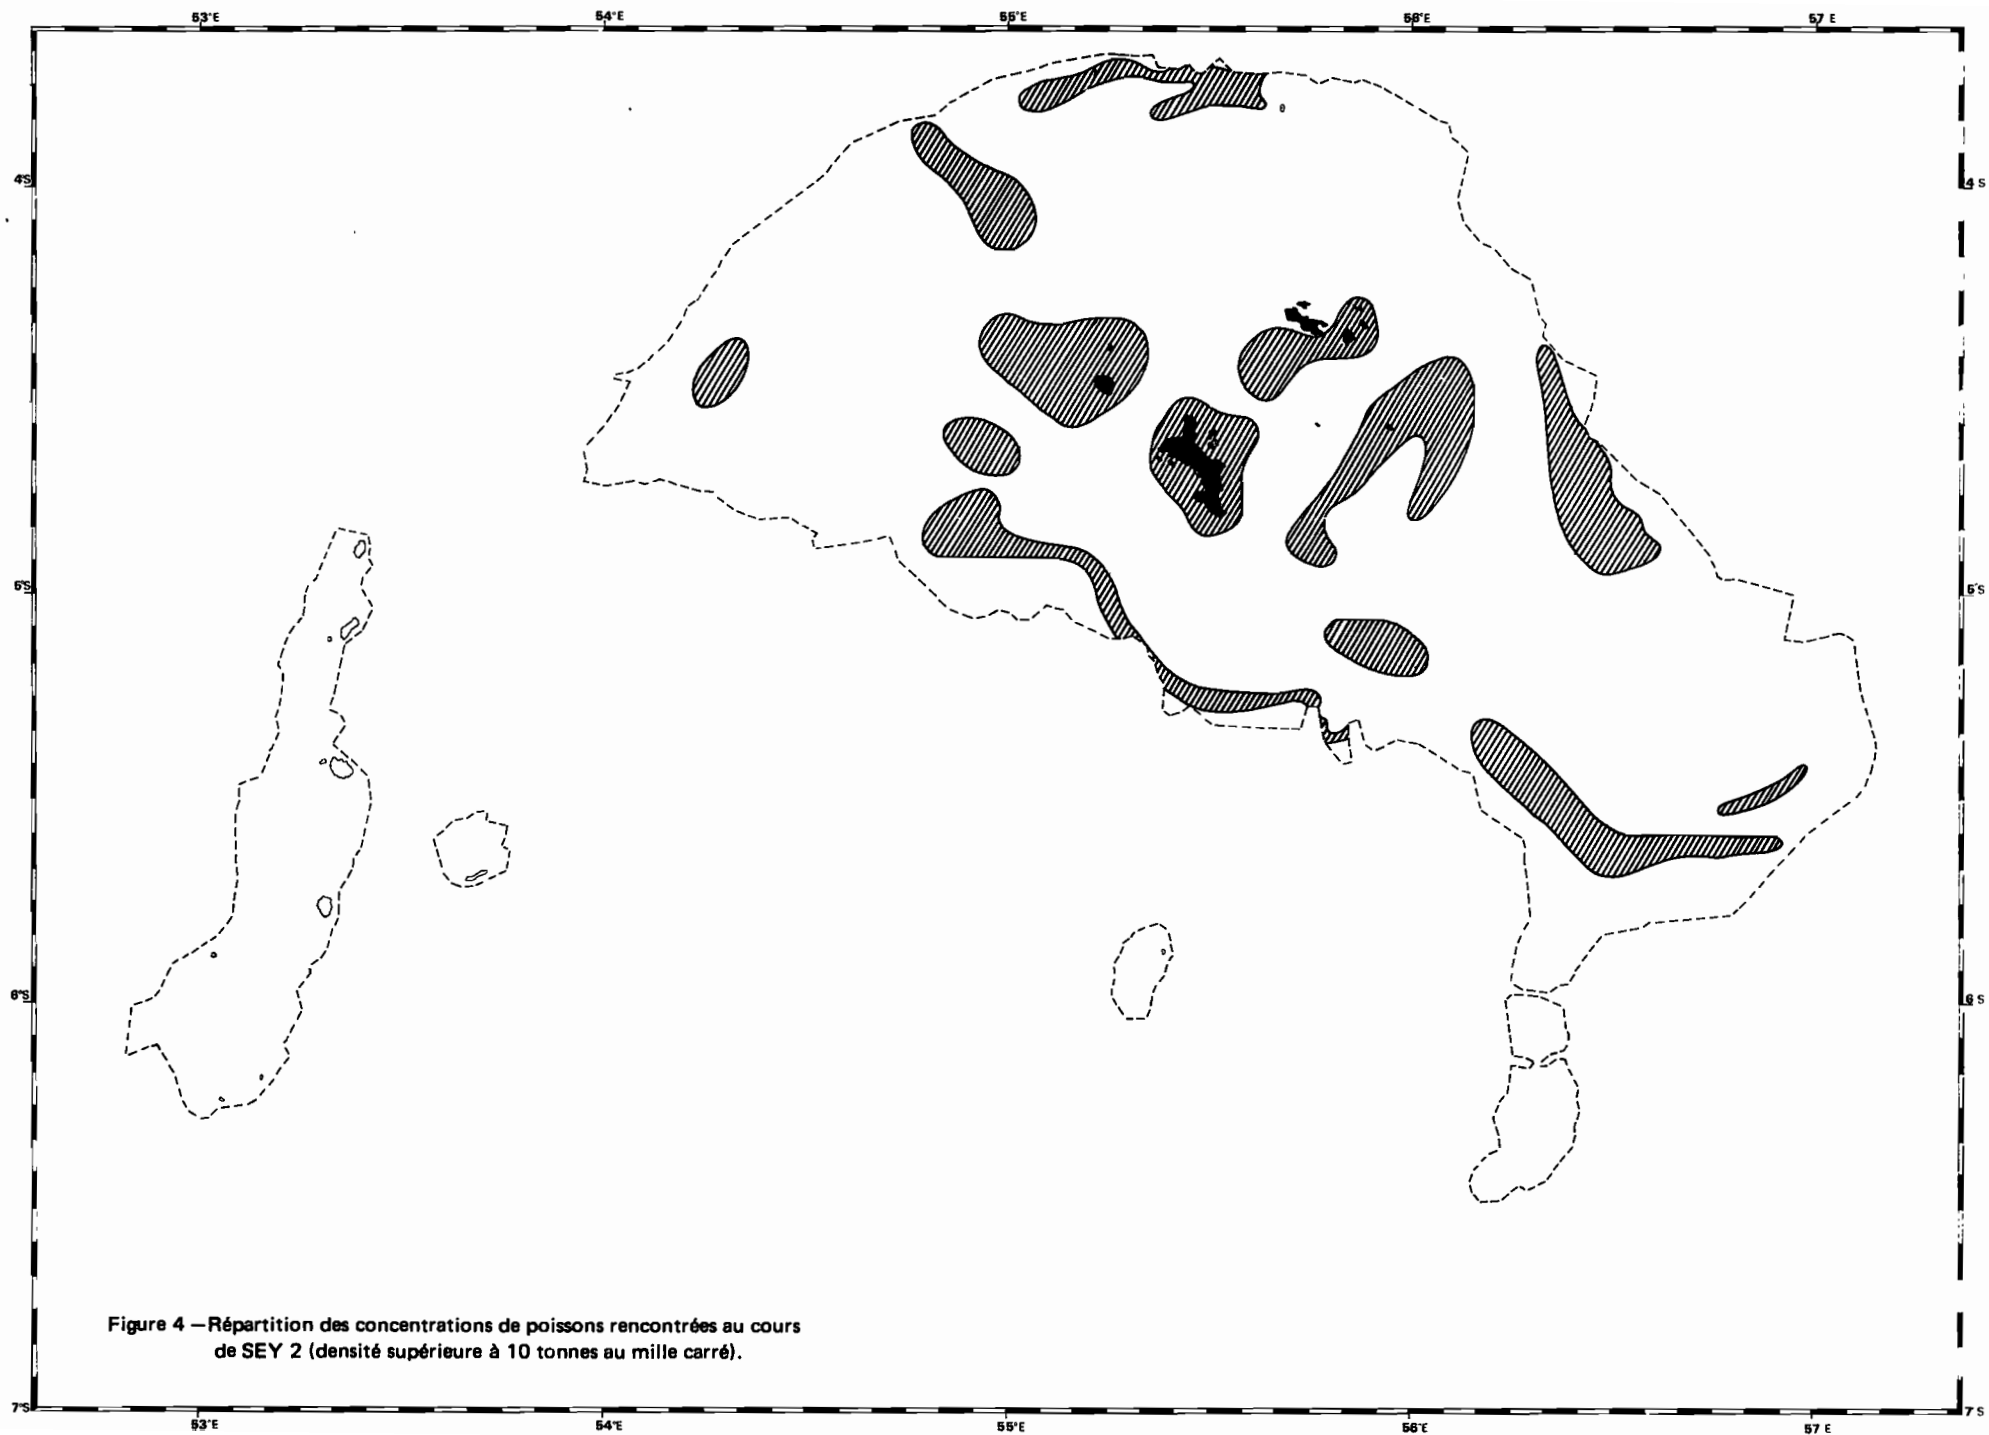 53°E 54°E 55°E 56°E 57 E
4°S 4 S
5°S 5°S
6°S 6 S
Figure 4 —Répartition des concentrations de poissons rencontrées au cours
de SEY 2 (densité supérieure à 10 tonnes au mille carré).
7°S 7 S
53°E 54°E 55°E 56°E 57 E